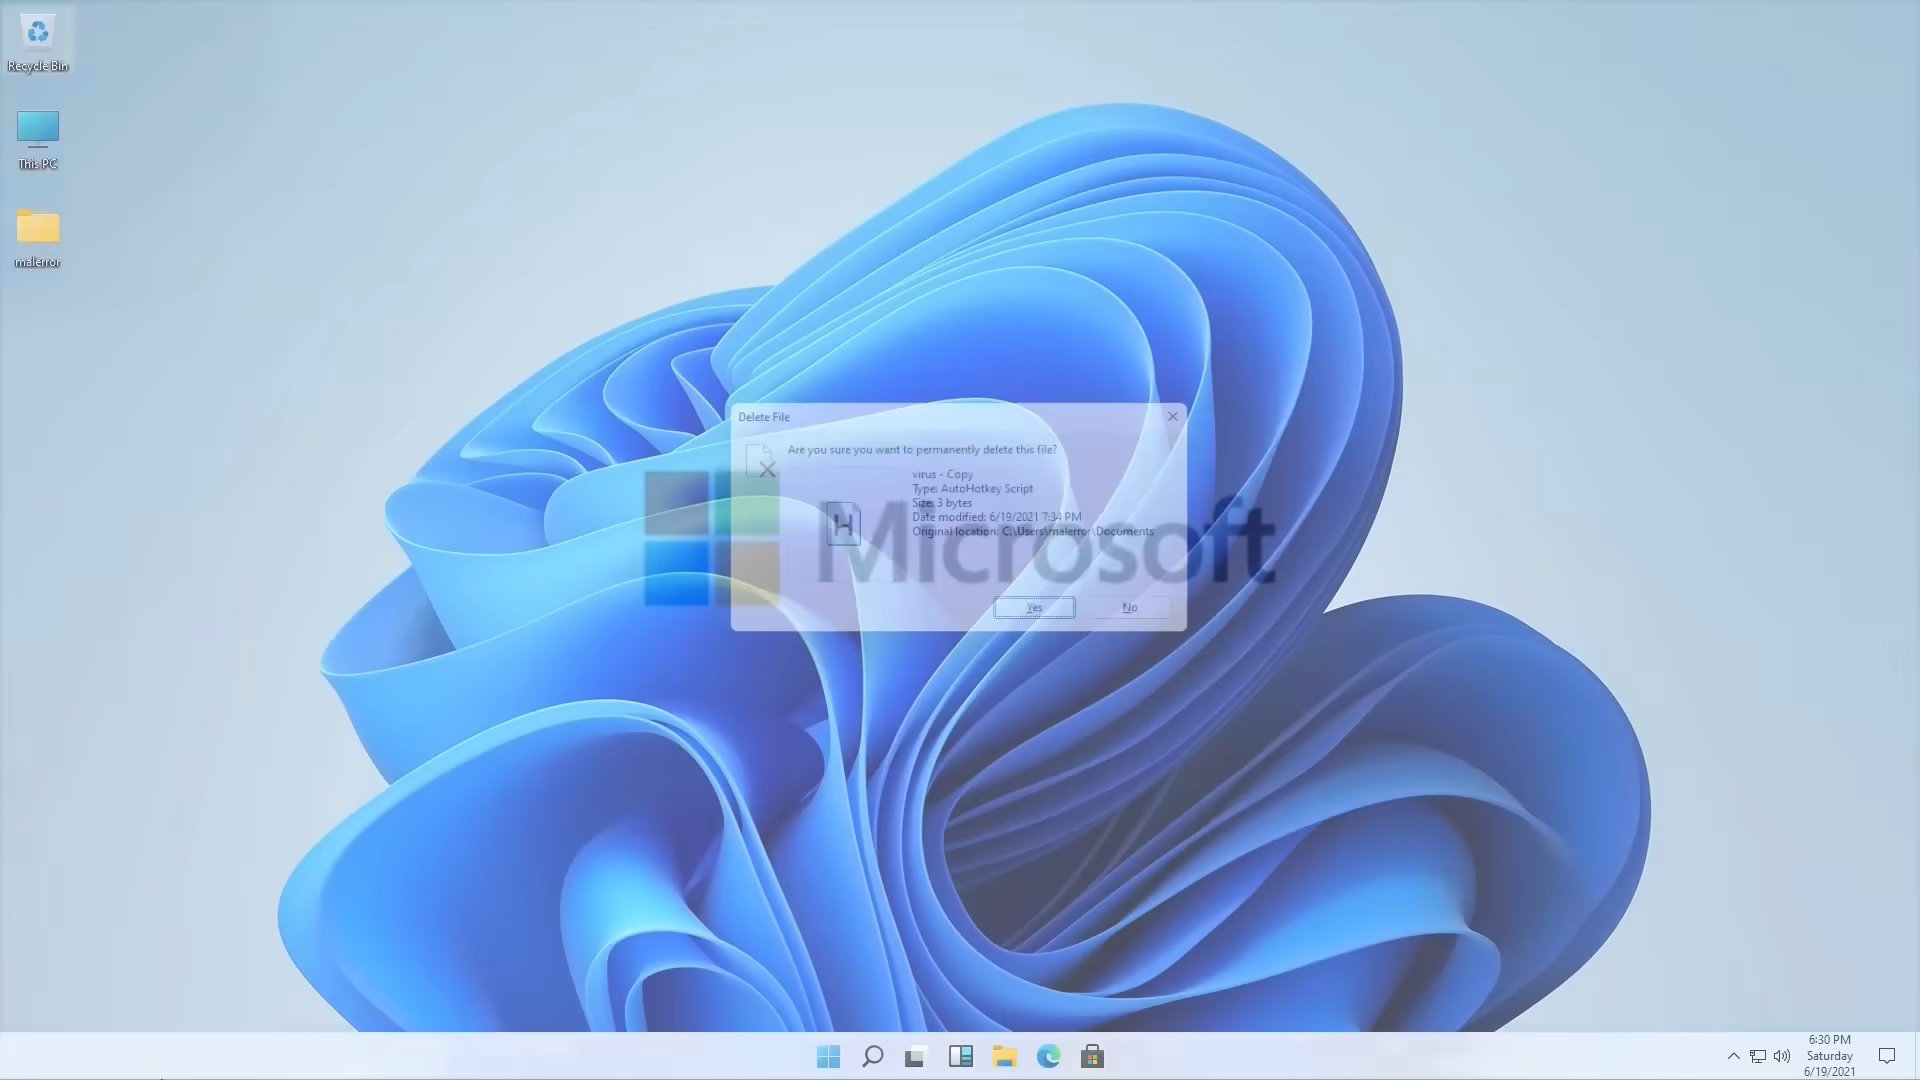 Recycle Bin
This PC
malerror
Delete File
Are you sure you want to permanently delete this file?
virus - Copy
Type: AutoHotkey Script
Size: 3 bytes
Date modified: 6/19/2021 7:34 PM
Original location: C:\Users\malerror\Documents
H
Microsoft
Yes
No
6:30 PM
Saturday
6/19/2021